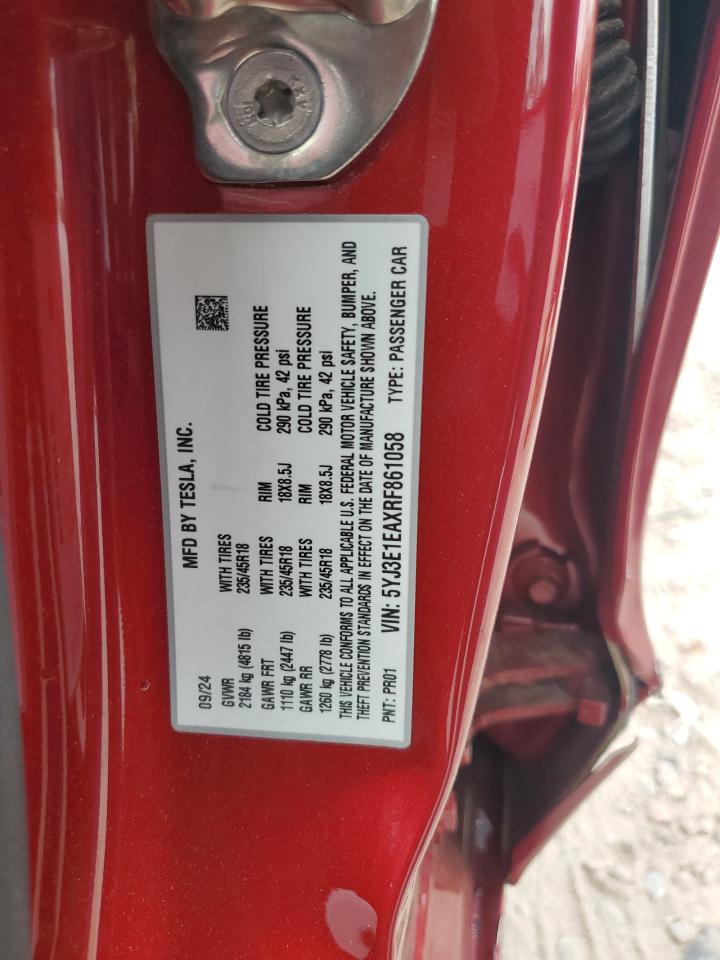 MFD BY TESLA, INC.
09/24
GVWR WITH TIRES
2184 kg (4815 lb) 235/45R18
GAWR FRT WITH TIRES RIM COLD TIRE PRESSURE
1110 kg (2447 lb) 235/45R18 18X8.5J 290 kPa, 42 psi
GAWR RR WITH TIRES RIM COLD TIRE PRESSURE
1260 kg (2778 lb) 235/45R18 18X8.5J 290 kPa, 42 psi
THIS VEHICLE CONFORMS TO ALL APPLICABLE U.S. FEDERAL MOTOR VEHICLE SAFETY, BUMPER, AND
THEFT PREVENTION STANDARDS IN EFFECT ON THE DATE OF MANUFACTURE SHOWN ABOVE.
PNT: PR01 VIN: 5YJ3E1EAXRF861058 TYPE: PASSENGER CAR